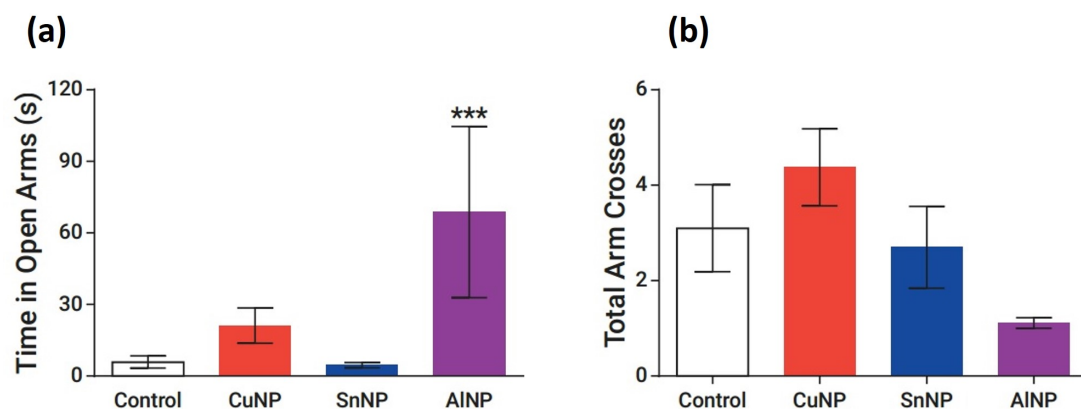 (a)
Time in Open Arms (s)
120
90
60
30
0
***
Control CuNP SnNP AlNP
(b)
Total Arm Crosses
6
4
2
0
Control CuNP SnNP AlNP